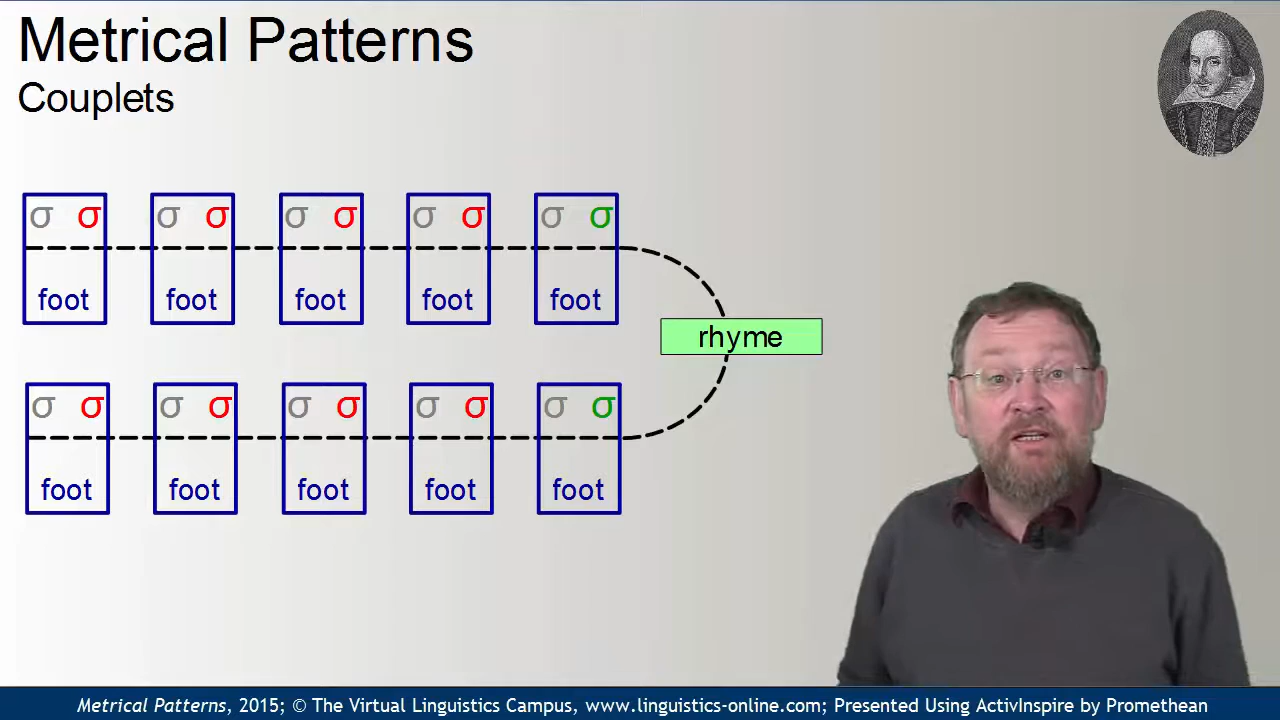 Metrical Patterns
Couplets
σ σ σ σ σ σ σ σ σ σ
foot foot foot foot foot
rhyme
σ σ σ σ σ σ σ σ σ σ
foot foot foot foot foot
Metrical Patterns, 2015; © The Virtual Linguistics Campus, www.linguistics-online.com; Presented Using ActivInspire by Promethean